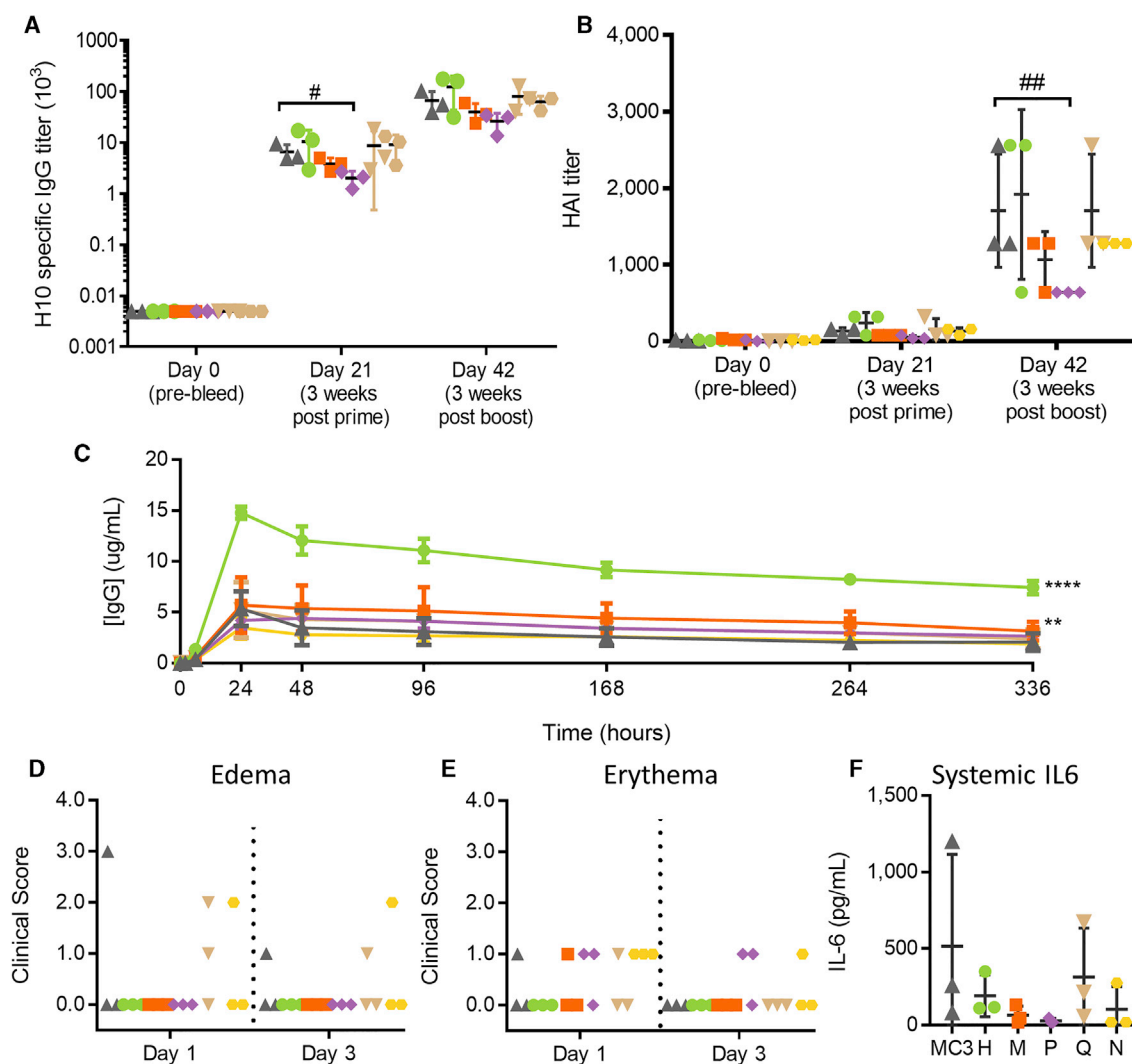 A
H10 specific IgG titer (10³)
1000
100
10
1
0.1
0.01
0.001
#
Day 0
(pre-bleed)
Day 21
(3 weeks
post prime)
Day 42
(3 weeks
post boost)
B
HAI titer
4,000
3,000
2,000
1,000
0
##
Day 0
(pre-bleed)
Day 21
(3 weeks
post prime)
Day 42
(3 weeks
post boost)
C
[IgG] (ug/mL)
20
15
10
5
0
****
**
0 24 48 96 168 264 336
Time (hours)
D
Edema
Clinical Score
4.0
3.0
2.0
1.0
0.0
Day 1 Day 3
E
Erythema
Clinical Score
4.0
3.0
2.0
1.0
0.0
Day 1 Day 3
F
Systemic IL6
IL-6 (pg/mL)
1,500
1,000
500
0
MC3 H M P Q N